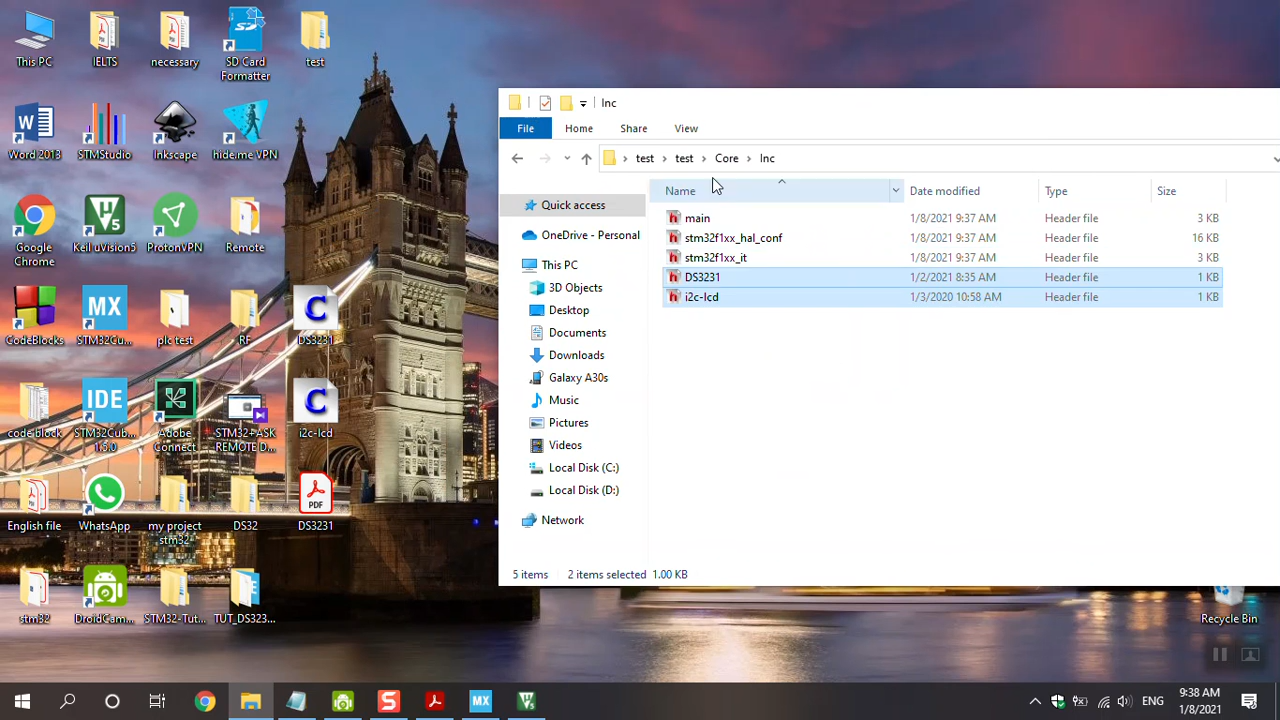 This PC
IELTS
necessary
SD Card
Formatter
test
Word 2013
STMStudio
Inkscape
hide.me VPN
Google
Chrome
Keil uVision5
ProtonVPN
Remote
CodeBlocks
MX
STM32Cu...
plc test
RF
C
DS3231
code block
IDE
STM32Cub...
1.5.0
Adobe
Connect
STM32+ASK
REMOTE D...
C
i2c-lcd
English file
WhatsApp
my project
stm32
DS32
PDF
DS3231
stm32
DroidCam...
STM32-Tut...
TUT_DS323...
Inc
File
Home
Share
View
test
test
Core
Inc
Name
Date modified
Type
Size
Quick access
OneDrive - Personal
This PC
3D Objects
Desktop
Documents
Downloads
Galaxy A30s
Music
Pictures
Videos
Local Disk (C:)
Local Disk (D:)
Network
main 1/8/2021 9:37 AM Header file 3 KB
stm32f1xx_hal_conf 1/8/2021 9:37 AM Header file 16 KB
stm32f1xx_it 1/8/2021 9:37 AM Header file 3 KB
DS3231 1/2/2021 8:35 AM Header file 1 KB
i2c-lcd 1/3/2020 10:58 AM Header file 1 KB
5 items
2 items selected 1.00 KB
Recycle Bin
S
MX
ENG
9:38 AM
1/8/2021